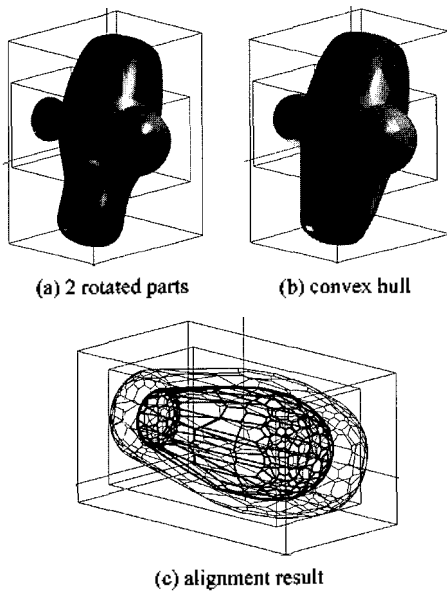 (a) 2 rotated parts
(b) convex hull
(c) alignment result